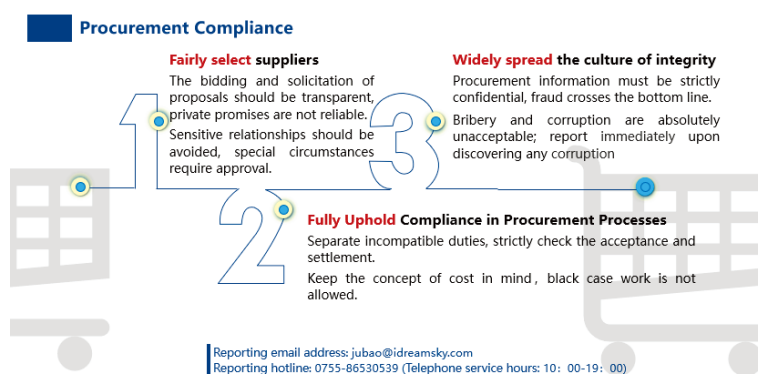 Procurement Compliance
1
Fairly select suppliers
The bidding and solicitation of
proposals should be transparent,
private promises are not reliable.
Sensitive relationships should be
avoided, special circumstances
require approval.
3
Widely spread the culture of integrity
Procurement information must be strictly
confidential, fraud crosses the bottom line.
Bribery and corruption are absolutely
unacceptable; report immediately upon
discovering any corruption
2
Fully Uphold Compliance in Procurement Processes
Separate incompatible duties, strictly check the acceptance and
settlement.
Keep the concept of cost in mind, black case work is not
allowed.
Reporting email address: jubao@idreamsky.com
Reporting hotline: 0755-86530539 (Telephone service hours: 10：00-19：00)